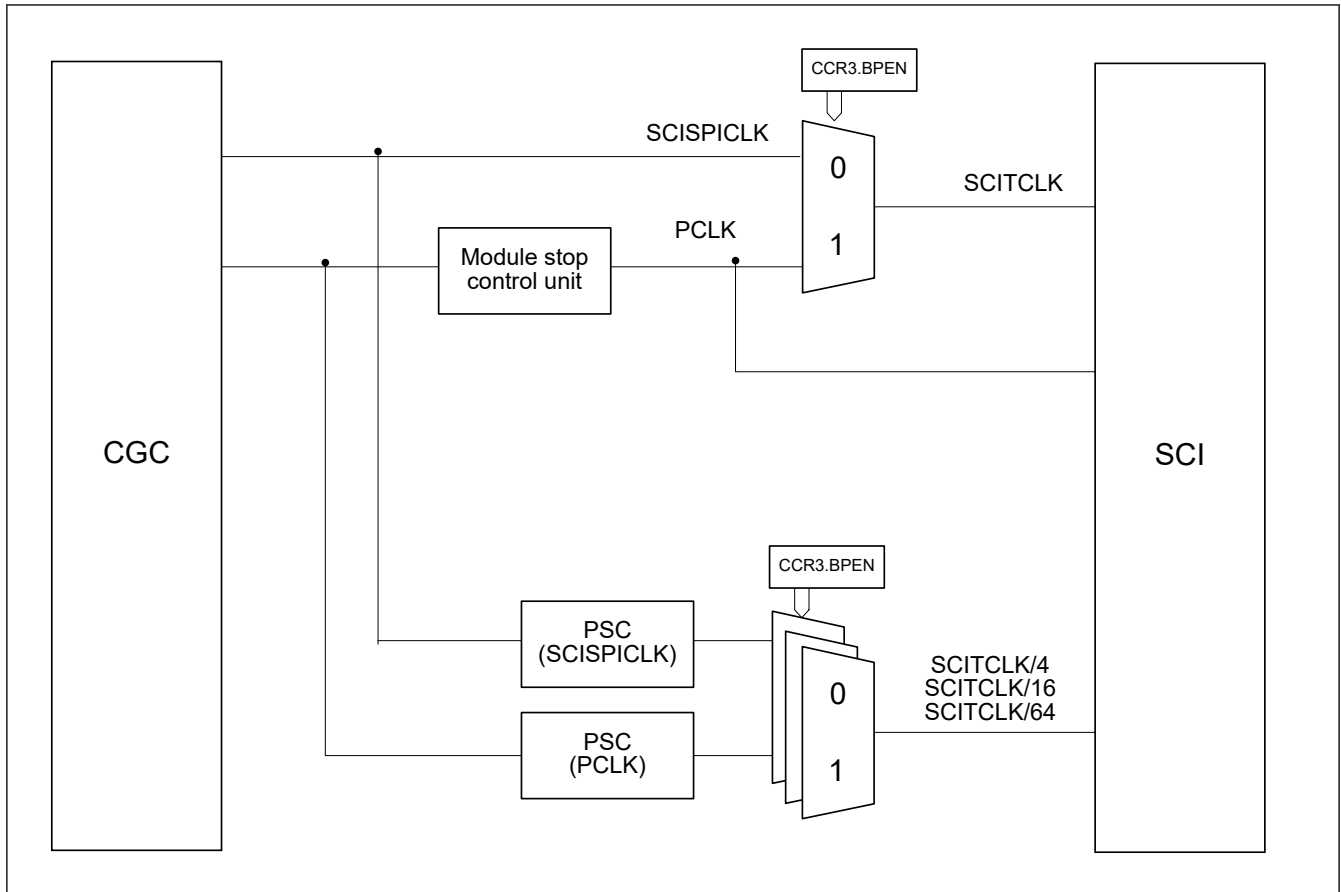 CCR3.BPEN
SCISPICLK
0
SCITCLK
PCLK
1
Module stop
control unit
CGC
SCI
CCR3.BPEN
PSC
(SCISPICLK)
SCITCLK/4
SCITCLK/16
SCITCLK/64
0
PSC
(PCLK)
1